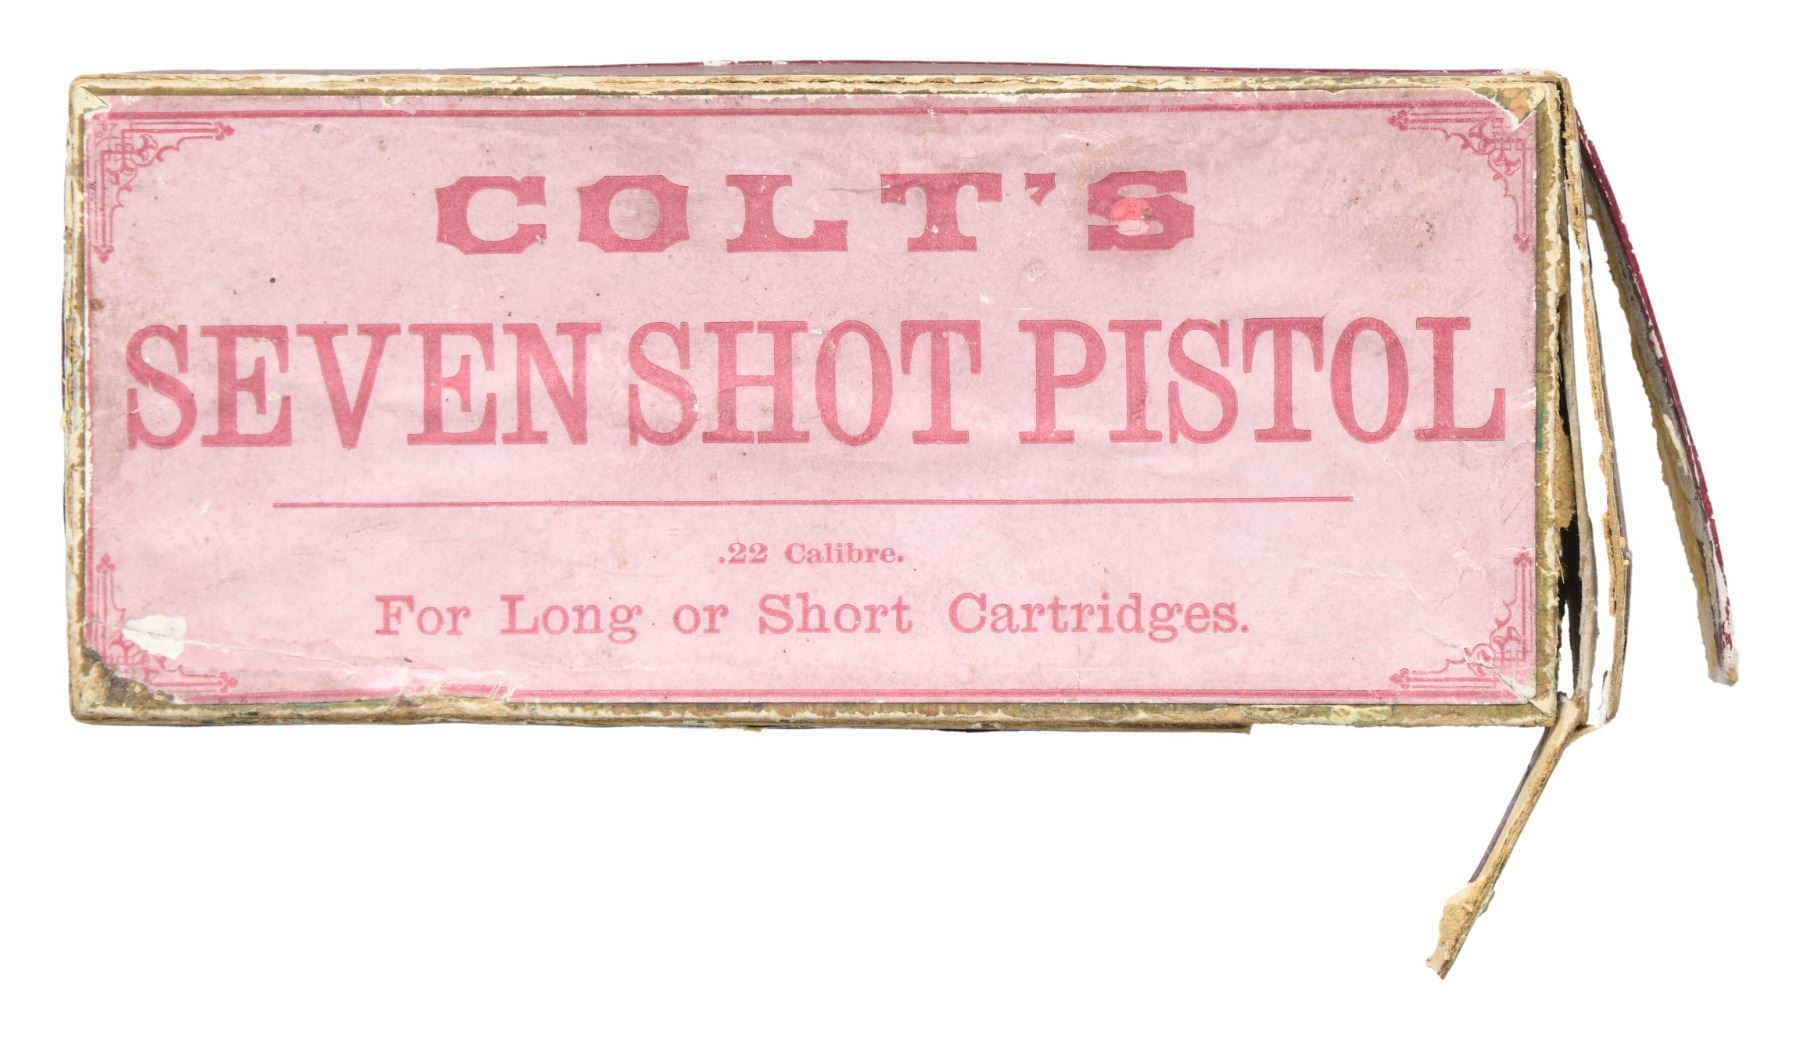 COLT'S
SEVEN SHOT PISTOL
.22 Calibre.
For Long or Short Cartridges.